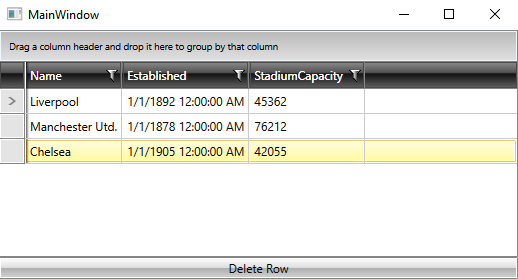 MainWindow
Drag a column header and drop it here to group by that column
Name Established StadiumCapacity
Liverpool 1/1/1892 12:00:00 AM 45362
Manchester Utd. 1/1/1878 12:00:00 AM 76212
Chelsea 1/1/1905 12:00:00 AM 42055
Delete Row